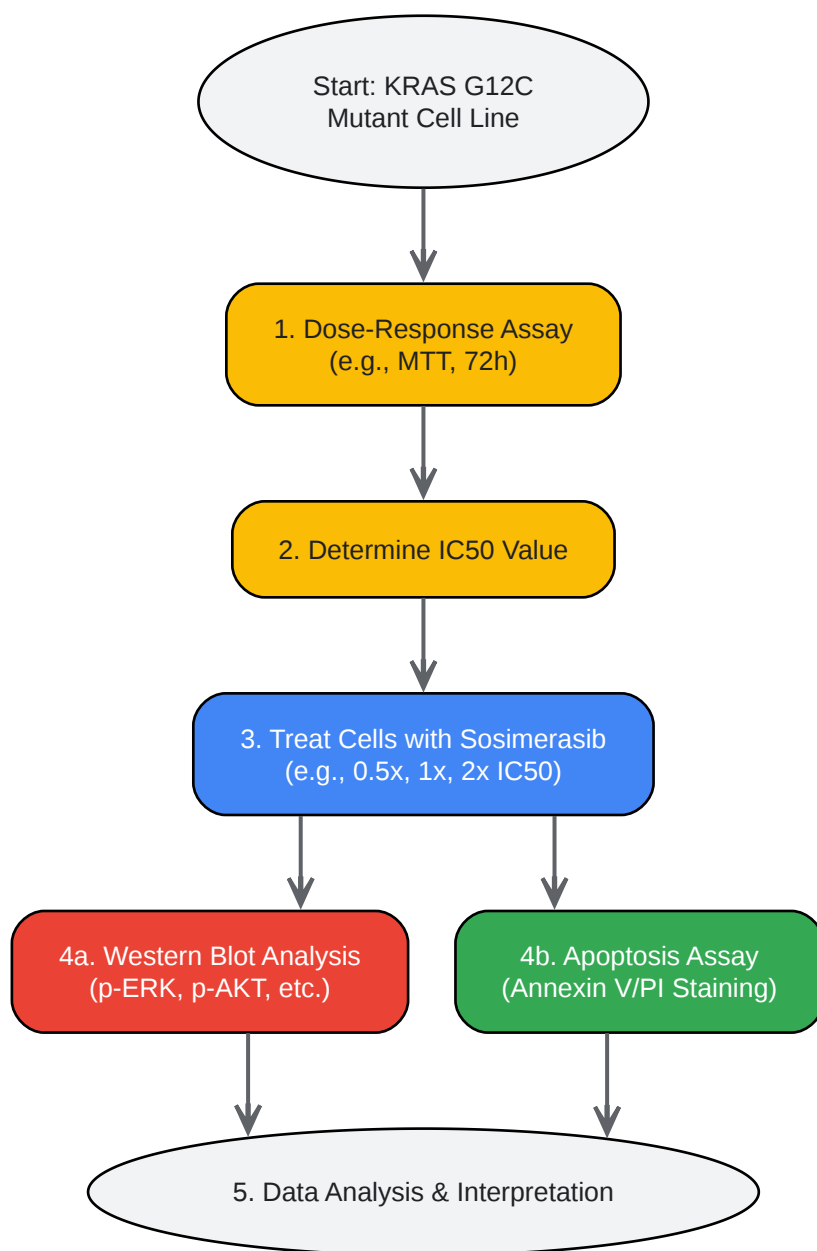 Start: KRAS G12C
Mutant Cell Line
1. Dose-Response Assay
(e.g., MTT, 72h)
2. Determine IC50 Value
3. Treat Cells with Sosimerasib
(e.g., 0.5x, 1x, 2x IC50)
4a. Western Blot Analysis
(p-ERK, p-AKT, etc.)
4b. Apoptosis Assay
(Annexin V/PI Staining)
5. Data Analysis & Interpretation